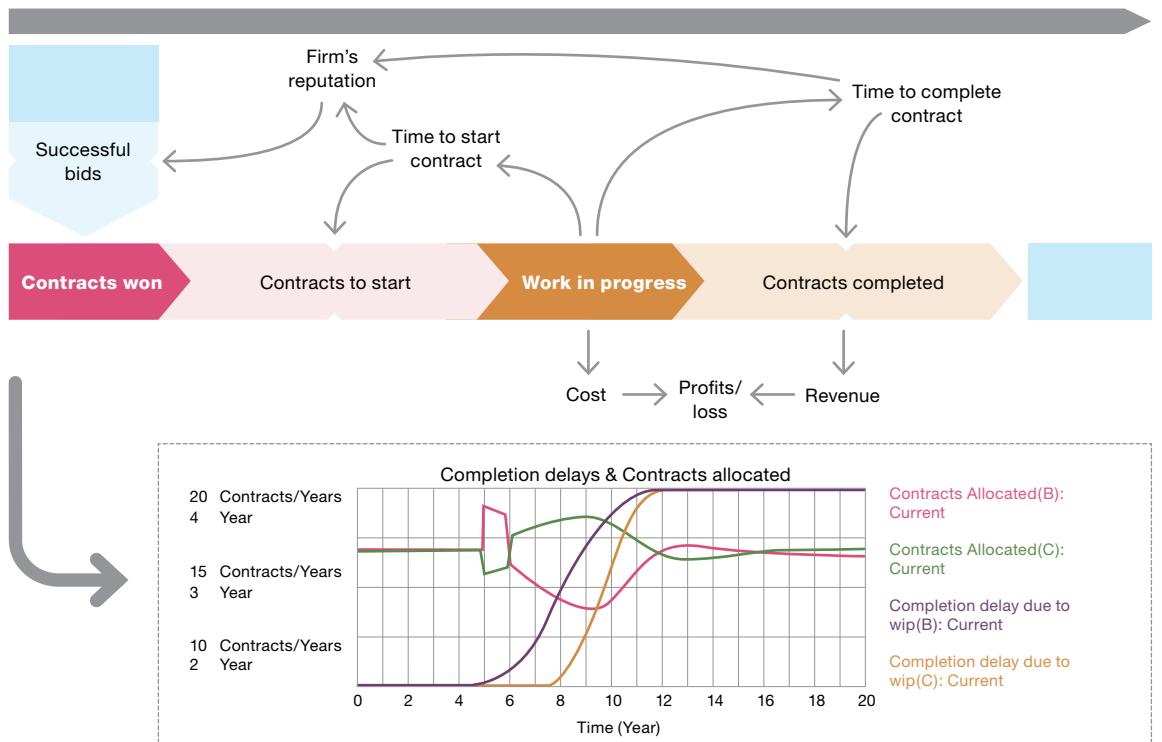 Firm's
reputation
Time to complete
contract
Time to start
contract
Successful
bids
Contracts won
Contracts to start
Work in progress
Contracts completed
Cost
Profits/
loss
Revenue
Completion delays & Contracts allocated
20 Contracts/Years
4 Year
15 Contracts/Years
3 Year
10 Contracts/Years
2 Year
0 2 4 6 8 10 12 14 16 18 20
Time (Year)
Contracts Allocated(B):
Current
Contracts Allocated(C):
Current
Completion delay due to
wip(B): Current
Completion delay due to
wip(C): Current